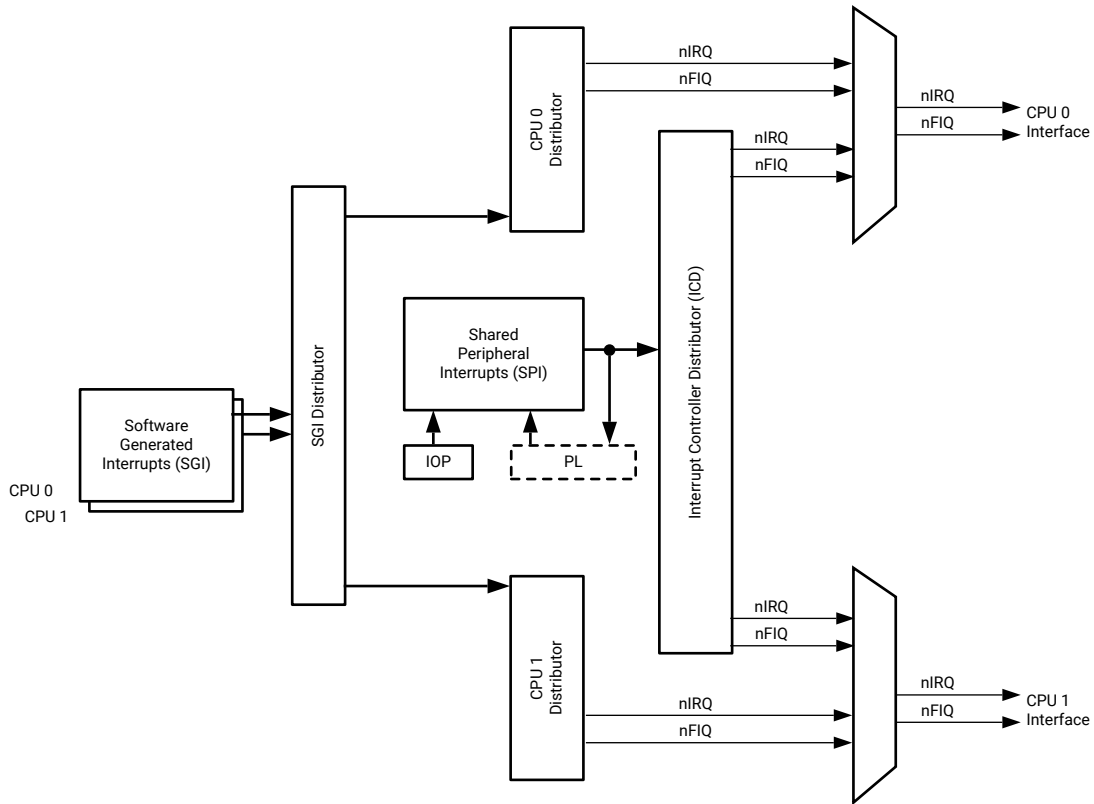 nIRQ
nFIQ
CPU 0
Distributor
nIRQ
nFIQ
CPU 0
Interface
nIRQ
nFIQ
SGI Distributor
Shared
Peripheral
Interrupts (SPI)
Interrupt Controller Distributor (ICD)
IOP
PL
Software
Generated
Interrupts (SGI)
CPU 0
CPU 1
nIRQ
nFIQ
CPU 1
Distributor
nIRQ
nFIQ
nIRQ
nFIQ
CPU 1
Interface